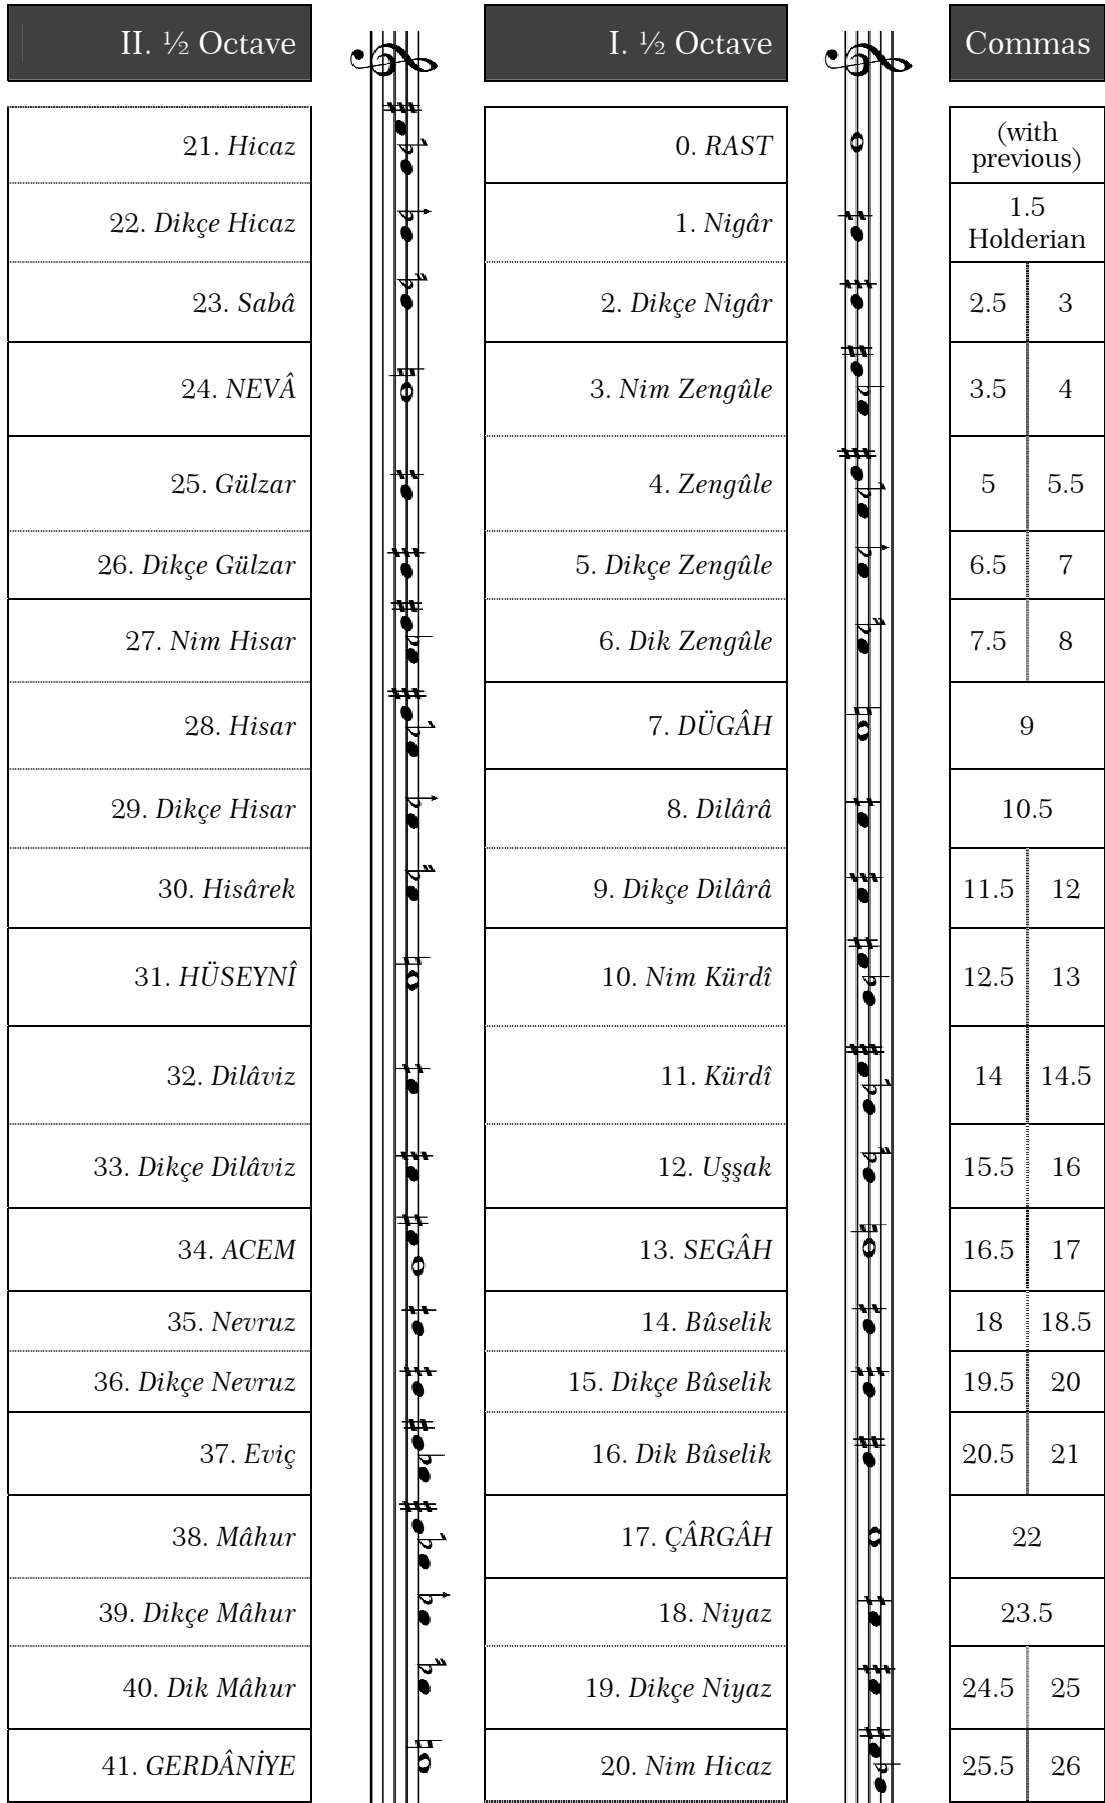 II. ½ Octave I. ½ Octave Commas
21. Hicaz 0. RAST (with
previous)
22. Dikçe Hicaz 1. Nigâr 1.5
Holderian
23. Sabâ 2. Dikçe Nigâr 2.5 3
24. NEVÂ 3. Nim Zengûle 3.5 4
25. Gülzar 4. Zengûle 5 5.5
26. Dikçe Gülzar 5. Dikçe Zengûle 6.5 7
27. Nim Hisar 6. Dik Zengûle 7.5 8
28. Hisar 7. DÜGÂH 9
29. Dikçe Hisar 8. Dilârâ 10.5
30. Hisârek 9. Dikçe Dilârâ 11.5 12
31. HÜSEYNÎ 10. Nim Kürdî 12.5 13
32. Dilâviz 11. Kürdî 14 14.5
33. Dikçe Dilâviz 12. Uşşak 15.5 16
34. ACEM 13. SEGÂH 16.5 17
35. Nevruz 14. Bûselik 18 18.5
36. Dikçe Nevruz 15. Dikçe Bûselik 19.5 20
37. Eviç 16. Dik Bûselik 20.5 21
38. Mâhur 17. ÇÂRGÂH 22
39. Dikçe Mâhur 18. Niyaz 23.5
40. Dik Mâhur 19. Dikçe Niyaz 24.5 25
41. GERDÂNİYE 20. Nim Hicaz 25.5 26